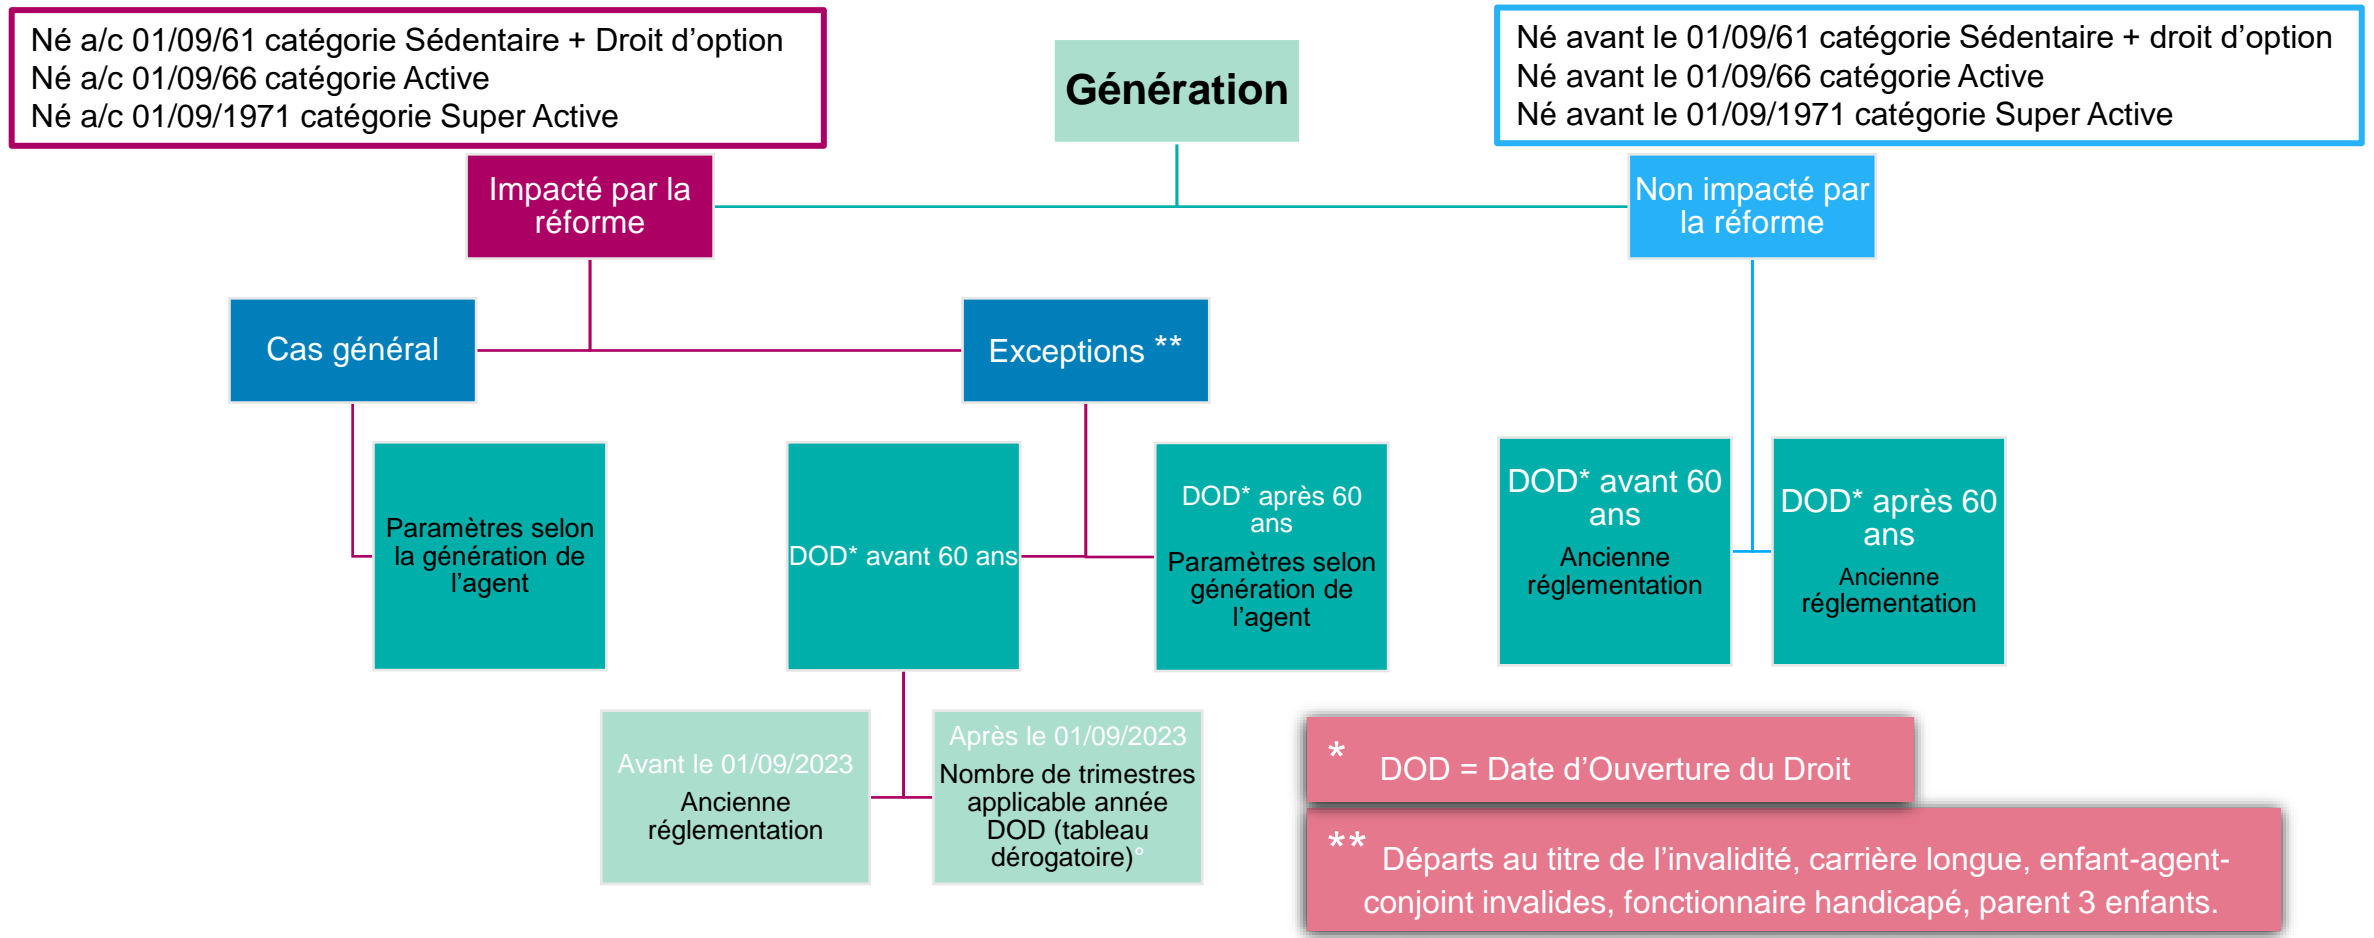 Né a/c 01/09/61 catégorie Sédentaire + Droit d'option
Né a/c 01/09/66 catégorie Active
Né a/c 01/09/1971 catégorie Super Active
Génération
Né avant le 01/09/61 catégorie Sédentaire + droit d'option
Né avant le 01/09/66 catégorie Active
Né avant le 01/09/1971 catégorie Super Active
Impacté par la
réforme
Non impacté par
la réforme
Cas général
Exceptions **
Paramètres selon
la génération de
l'agent
DOD* avant 60 ans
DOD* après 60
ans
Paramètres selon
génération de
l'agent
DOD* avant 60
ans
Ancienne
réglementation
DOD* après 60
ans
Ancienne
réglementation
Avant le 01/09/2023
Ancienne
réglementation
Après le 01/09/2023
Nombre de trimestres
applicable année
DOD (tableau
dérogatoire)°
* DOD = Date d'Ouverture du Droit
** Départs au titre de l'invalidité, carrière longue, enfant-agent-
conjoint invalides, fonctionnaire handicapé, parent 3 enfants.